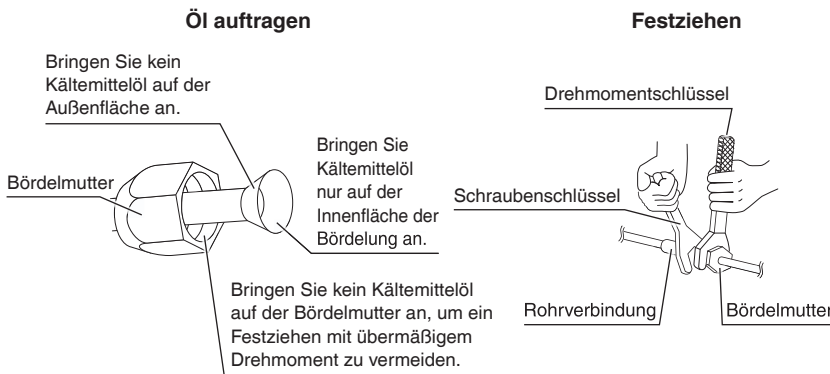 Öl auftragen
Bringen Sie kein
Kältemittelöl auf der
Außenfläche an.
Bördelmutter
Bringen Sie
Kältemittelöl
nur auf der
Innenfläche der
Bördelung an.
Bringen Sie kein Kältemittelöl
auf der Bördelmutter an, um ein
Festziehen mit übermäßigem
Drehmoment zu vermeiden.
Festziehen
Drehmomentschlüssel
Schraubenschlüssel
Rohrverbindung
Bördelmutter